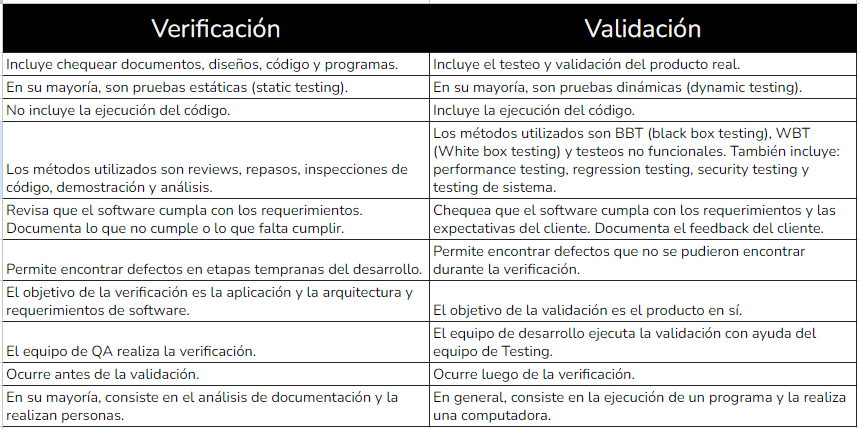 Verificación
Validación
Incluye chequear documentos, diseños, código y programas.
Incluye el testeo y validación del producto real.
En su mayoría, son pruebas estáticas (static testing).
En su mayoría, son pruebas dinámicas (dynamic testing).
No incluye la ejecución del código.
Incluye la ejecución del código.
Los métodos utilizados son reviews, repasos, inspecciones de
código, demostración y análisis.
Los métodos utilizados son BBT (black box testing), WBT
(White box testing) y testeos no funcionales. También incluye:
performance testing, regression testing, security testing y
testing de sistema.
Revisa que el software cumpla con los requerimientos.
Documenta lo que no cumple o lo que falta cumplir.
Chequea que el software cumpla con los requerimientos y las
expectativas del cliente. Documenta el feedback del cliente.
Permite encontrar defectos en etapas tempranas del desarrollo.
Permite encontrar defectos que no se pudieron encontrar
durante la verificación.
El objetivo de la verificación es la aplicación y la arquitectura y
requerimientos de software.
El objetivo de la validación es el producto en sí.
El equipo de QA realiza la verificación.
El equipo de desarrollo ejecuta la validación con ayuda del
equipo de Testing.
Ocurre antes de la validación.
Ocurre luego de la verificación.
En su mayoría, consiste en el análisis de documentación y la
realizan personas.
En general, consiste en la ejecución de un programa y la realiza
una computadora.